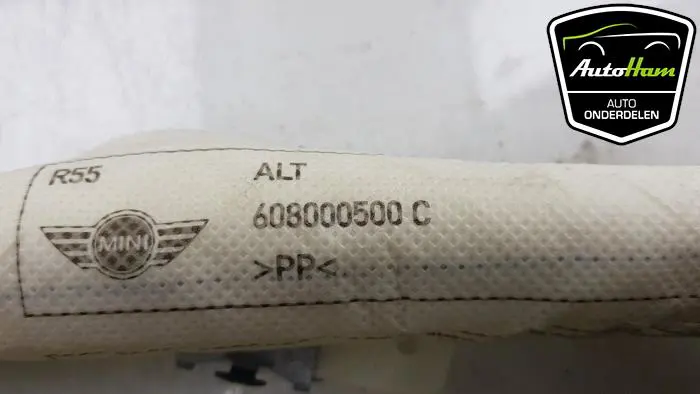 AutoHam
AUTO
ONDERDELEN
R55
ALT
608000500 C
MINI
>PP<